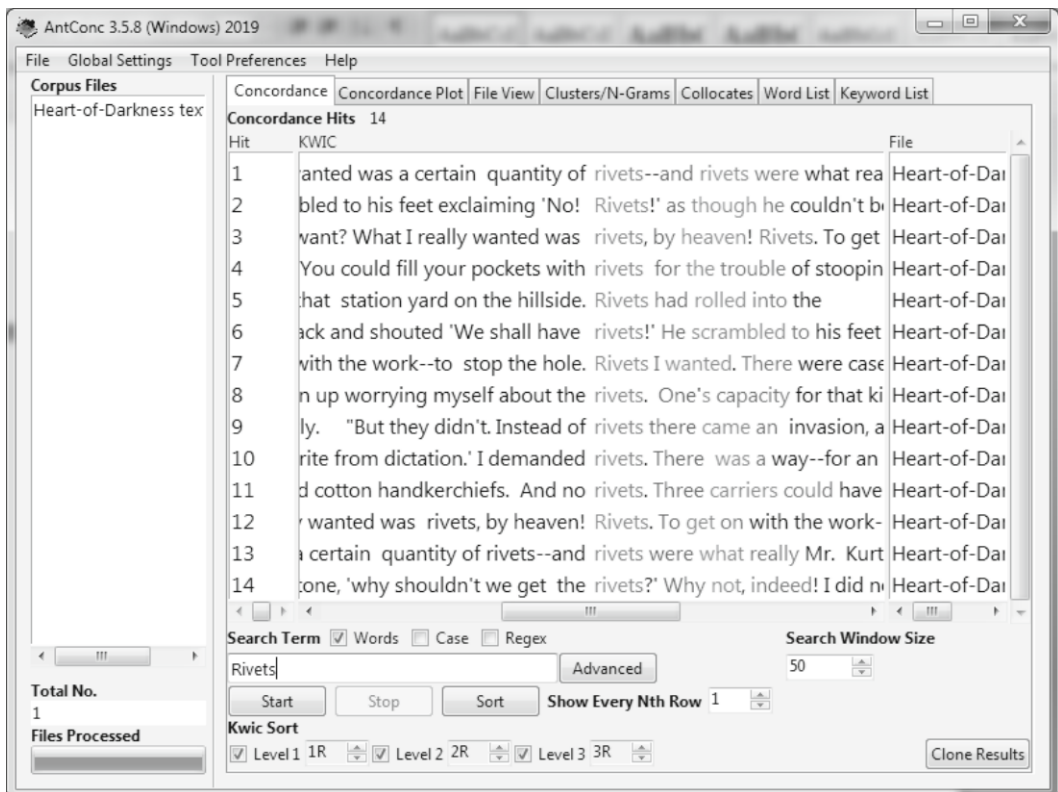 AntConc 3.5.8 (Windows) 2019
File Global Settings Tool Preferences Help
Corpus Files
Heart-of-Darkness tex
Concordance Concordance Plot File View Clusters/N-Grams Collocates Word List Keyword List
Concordance Hits 14
Hit KWIC File
1 anted was a certain quantity of rivets--and rivets were what rea Heart-of-Dar
2 bled to his feet exclaiming 'No! Rivets!' as though he couldn't be Heart-of-Dar
3 want? What I really wanted was rivets, by heaven! Rivets. To get Heart-of-Dar
4 You could fill your pockets with rivets for the trouble of stoopin Heart-of-Dar
5 that station yard on the hillside. Rivets had rolled into the Heart-of-Dar
6 ack and shouted 'We shall have rivets!' He scrambled to his feet Heart-of-Dar
7 with the work--to stop the hole. Rivets I wanted. There were case Heart-of-Dar
8 n up worrying myself about the rivets. One's capacity for that ki Heart-of-Dar
9 ly. "But they didn't. Instead of rivets there came an invasion, a Heart-of-Dar
10 rite from dictation.' I demanded rivets. There was a way--for an Heart-of-Dar
11 d cotton handkerchiefs. And no rivets. Three carriers could have Heart-of-Dar
12 y wanted was rivets, by heaven! Rivets. To get on with the work- Heart-of-Dar
13 a certain quantity of rivets--and rivets were what really Mr. Kurt Heart-of-Dar
14 tone, 'why shouldn't we get the rivets?' Why not, indeed! I did n Heart-of-Dar
Search Term Words Case Regex Search Window Size
Rivets Advanced 50
Total No.
1
Start Stop Sort Show Every Nth Row 1
Files Processed
Kwic Sort
Level 1 1R Level 2 2R Level 3 3R Clone Results